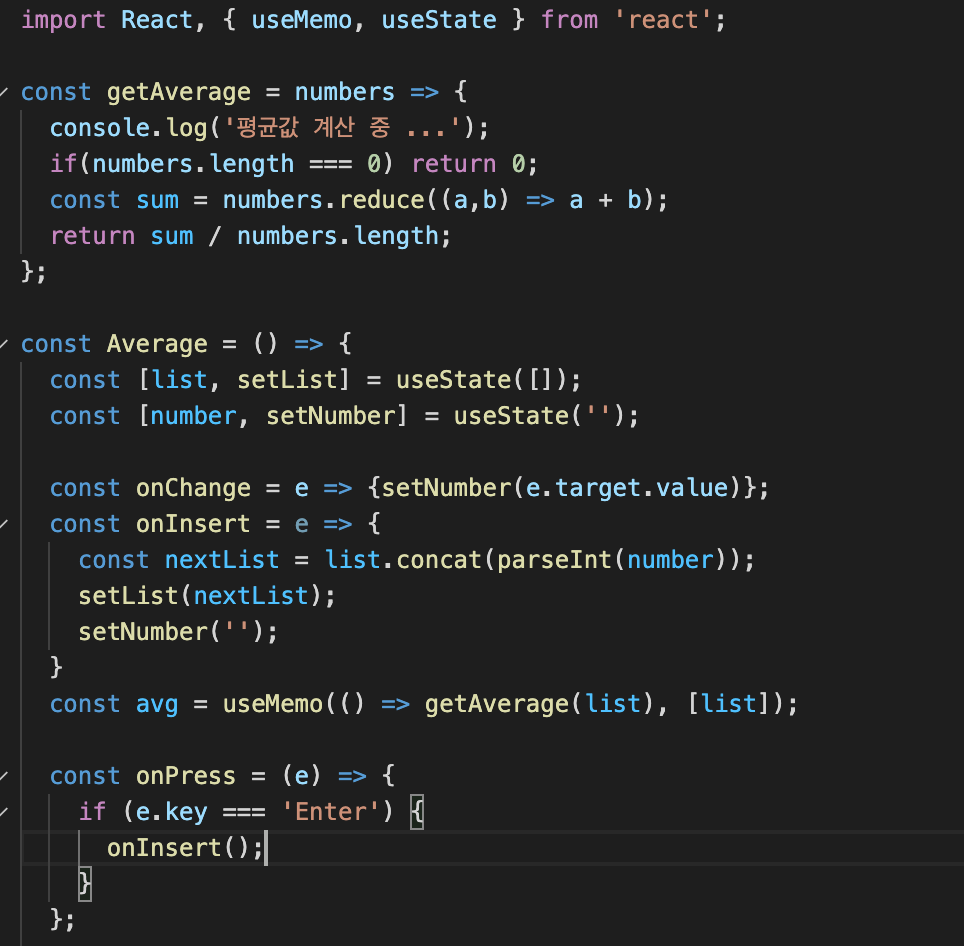 import React, { useMemo, useState } from 'react';
const getAverage = numbers => {
console.log('평균값 계산 중 ...');
if(numbers.length === 0) return 0;
const sum = numbers.reduce((a,b) => a + b);
return sum / numbers.length;
};
const Average = () => {
const [list, setList] = useState([]);
const [number, setNumber] = useState('');
const onChange = e => {setNumber(e.target.value)};
const onInsert = e => {
const nextList = list.concat(parseInt(number));
setList(nextList);
setNumber('');
}
const avg = useMemo(() => getAverage(list), [list]);
const onPress = (e) => {
if (e.key === 'Enter') {
onInsert();
}
};